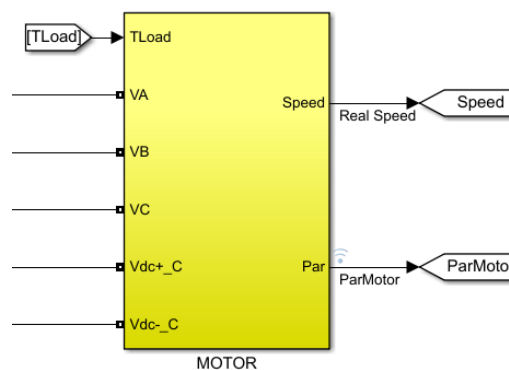 [TLoad]
TLoad
VA
Speed
Real Speed
Speed
VB
VC
Vdc+_C
Par
ParMotor
ParMoto
Vdc-_C
MOTOR